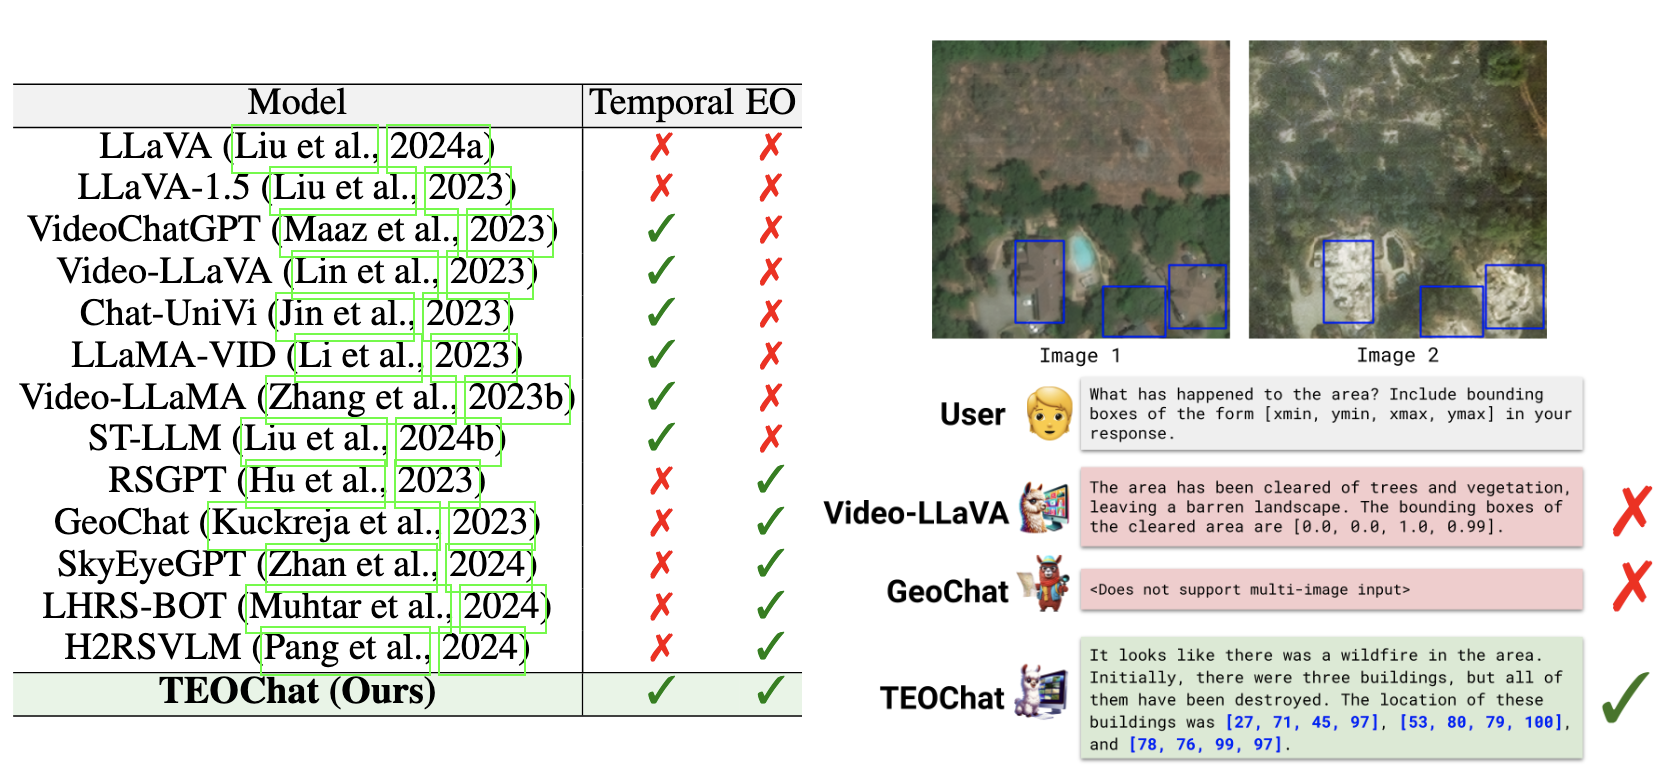 Model Temporal EO
LLaVA (Liu et al., 2024a) ✗ ✗
LLaVA-1.5 (Liu et al., 2023) ✗ ✗
VideoChatGPT (Maaz et al., 2023) ✓ ✗
Video-LLaVA (Lin et al., 2023) ✓ ✗
Chat-UniVi (Jin et al., 2023) ✓ ✗
LLaMA-VID (Li et al., 2023) ✓ ✗
Video-LLaMA (Zhang et al., 2023b) ✓ ✗
ST-LLM (Liu et al., 2024b) ✓ ✗
RSGPT (Hu et al., 2023) ✗ ✓
GeoChat (Kuckreja et al., 2023) ✗ ✓
SkyEyeGPT (Zhan et al., 2024) ✗ ✓
LHRS-BOT (Muhtar et al., 2024) ✗ ✓
H2RSVLM (Pang et al., 2024) ✗ ✓
TEOChat (Ours) ✓ ✓
Image 1
Image 2
User
What has happened to the area? Include bounding
boxes of the form [xmin, ymin, xmax, ymax] in your
response.
Video-LLaVA
The area has been cleared of trees and vegetation,
leaving a barren landscape. The bounding boxes of
the cleared area are [0.0, 0.0, 1.0, 0.99].
✗
GeoChat
<Does not support multi-image input>
✗
TEOChat
It looks like there was a wildfire in the area.
Initially, there were three buildings, but all of
them have been destroyed. The location of these
buildings was [27, 71, 45, 97], [53, 80, 79, 100],
and [78, 76, 99, 97].
✓